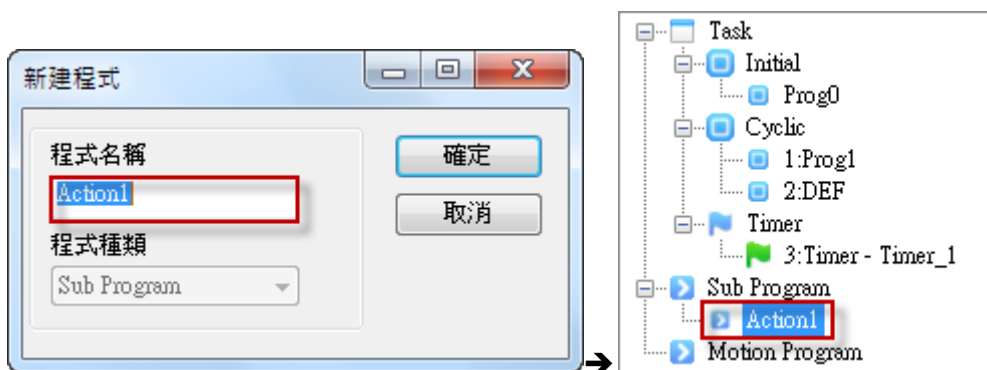 新建程式
程式名稱
Action1
程式種類
Sub Program
確定
取消
➔
Task
Initial
Prog0
Cyclic
1:Prog1
2:DEF
Timer
3:Timer - Timer_1
Sub Program
Action1
Motion Program